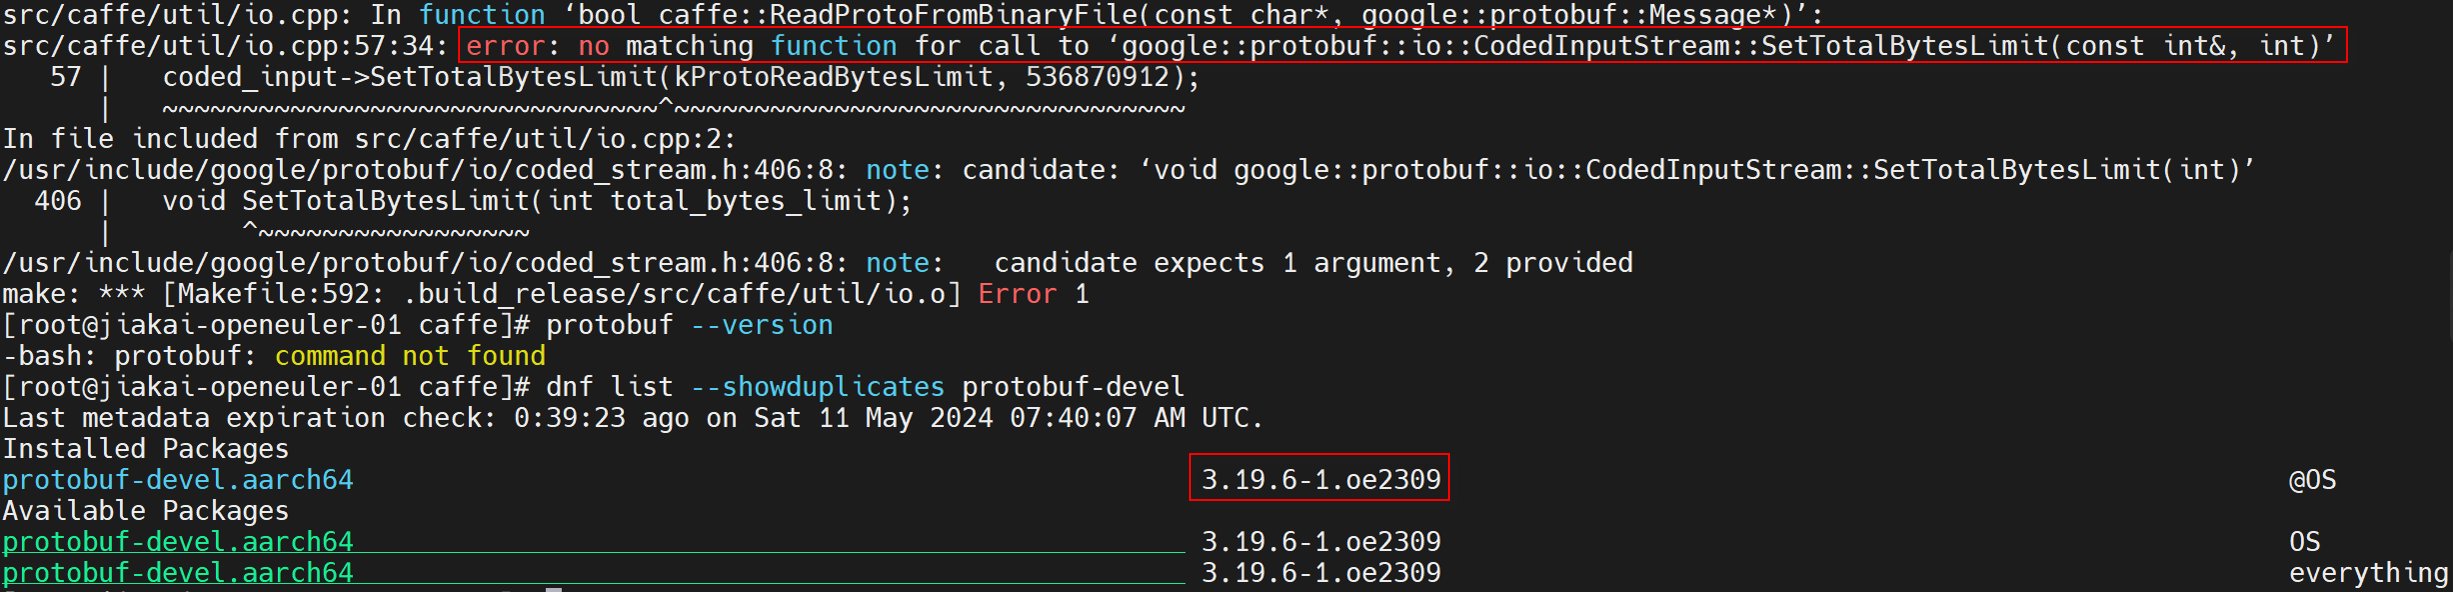 src/caffe/util/io.cpp: In function ‘bool caffe::ReadProtoFromBinaryFile(const char*, google::protobuf::Message*)’:
src/caffe/util/io.cpp:57:34: error: no matching function for call to ‘google::protobuf::io::CodedInputStream::SetTotalBytesLimit(const int&, int)’
   57 |   coded_input->SetTotalBytesLimit(kProtoReadBytesLimit, 536870912);
      |   ~~~~~~~~~~~~~~~~~~~~~~~~~~~~~~~^~~~~~~~~~~~~~~~~~~~~~~~~~~~~~~~~
In file included from src/caffe/util/io.cpp:2:
/usr/include/google/protobuf/io/coded_stream.h:406:8: note: candidate: ‘void google::protobuf::io::CodedInputStream::SetTotalBytesLimit(int)’
  406 |   void SetTotalBytesLimit(int total_bytes_limit);
      |        ^~~~~~~~~~~~~~~~~~
/usr/include/google/protobuf/io/coded_stream.h:406:8: note:   candidate expects 1 argument, 2 provided
make: *** [Makefile:592: .build_release/src/caffe/util/io.o] Error 1
[root@jiakai-openeuler-01 caffe]# protobuf --version
-bash: protobuf: command not found
[root@jiakai-openeuler-01 caffe]# dnf list --showduplicates protobuf-devel
Last metadata expiration check: 0:39:23 ago on Sat 11 May 2024 07:40:07 AM UTC.
Installed Packages
protobuf-devel.aarch64 3.19.6-1.oe2309 @OS
Available Packages
protobuf-devel.aarch64 3.19.6-1.oe2309 OS
protobuf-devel.aarch64 3.19.6-1.oe2309 everything